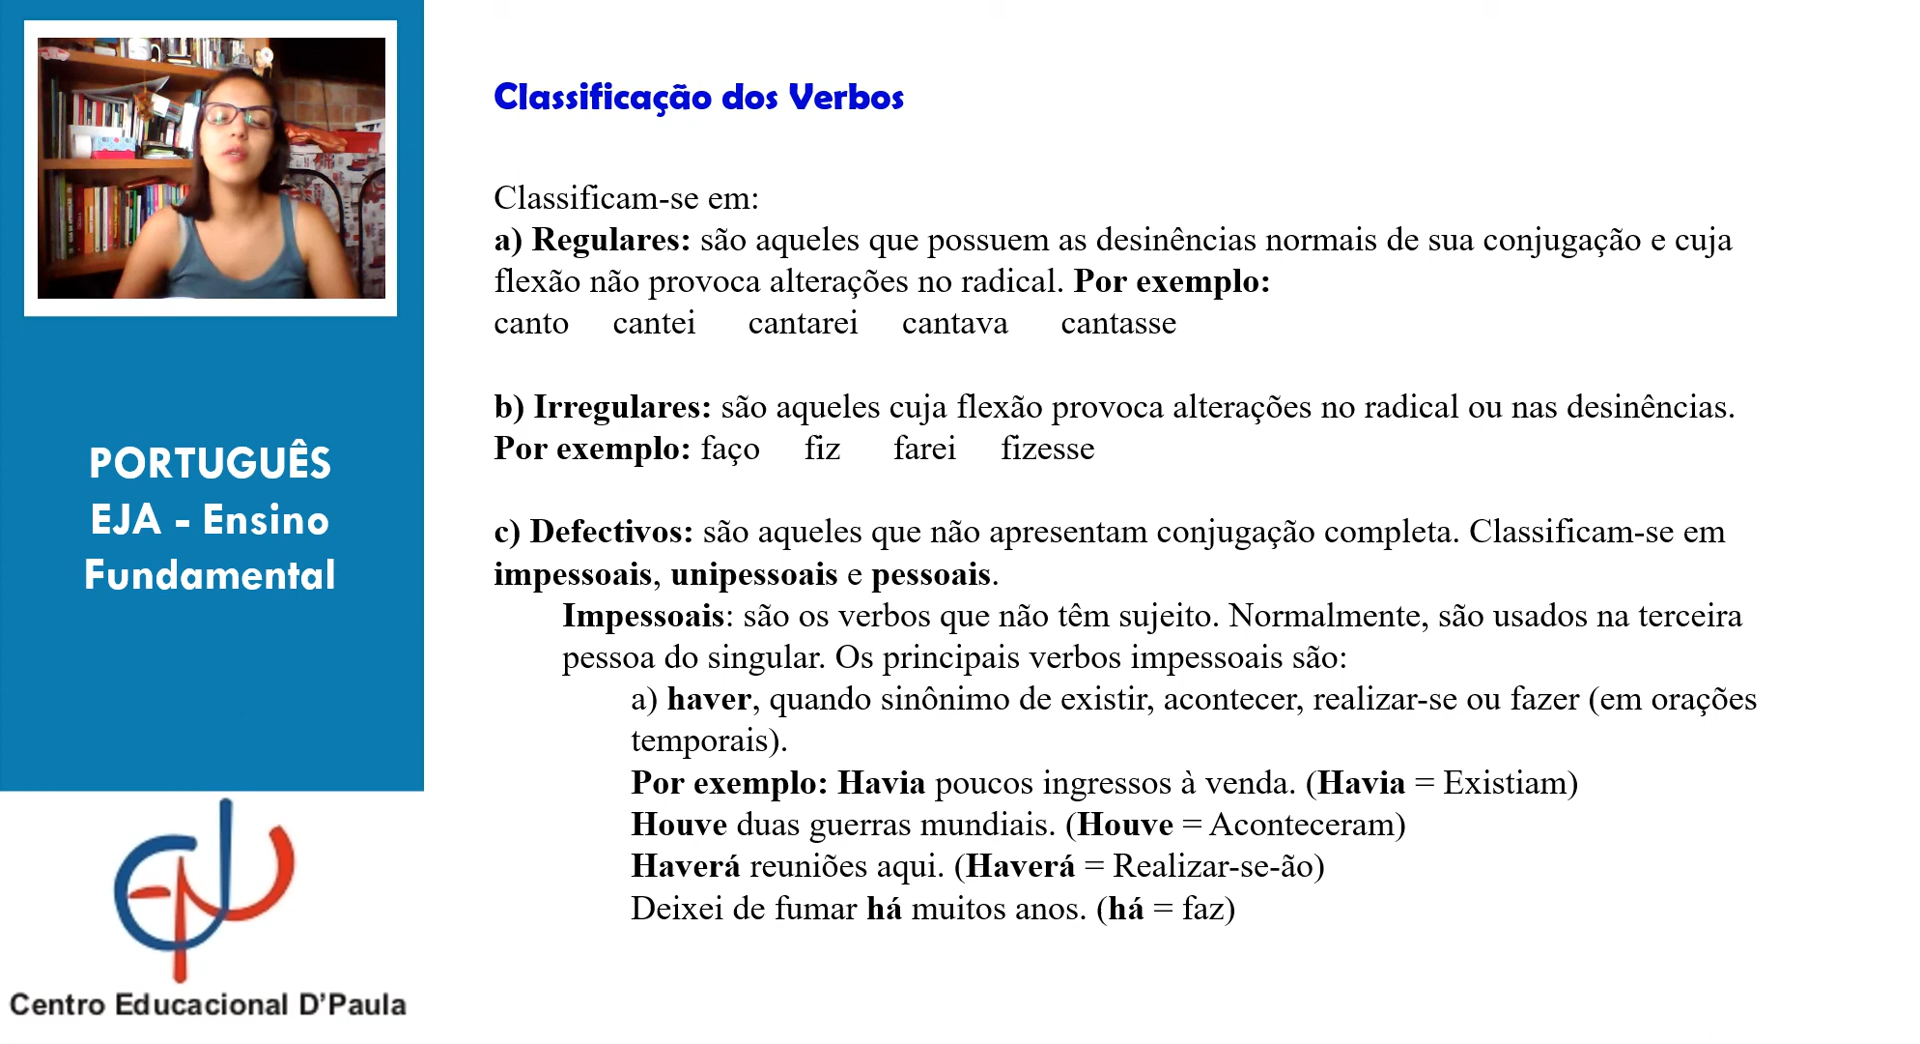 Classificação dos Verbos
Classificam-se em:
a) Regulares: são aqueles que possuem as desinências normais de sua conjugação e cuja
flexão não provoca alterações no radical. Por exemplo:
canto cantei cantarei cantava cantasse
b) Irregulares: são aqueles cuja flexão provoca alterações no radical ou nas desinências.
Por exemplo: faço fiz farei fizesse
c) Defectivos: são aqueles que não apresentam conjugação completa. Classificam-se em
impessoais, unipessoais e pessoais.
Impessoais: são os verbos que não têm sujeito. Normalmente, são usados na terceira
pessoa do singular. Os principais verbos impessoais são:
a) haver, quando sinônimo de existir, acontecer, realizar-se ou fazer (em orações
temporais).
Por exemplo: Havia poucos ingressos à venda. (Havia = Existiam)
Houve duas guerras mundiais. (Houve = Aconteceram)
Haverá reuniões aqui. (Haverá = Realizar-se-ão)
Deixei de fumar há muitos anos. (há = faz)
PORTUGUÊS
EJA - Ensino
Fundamental
Centro Educacional D'Paula